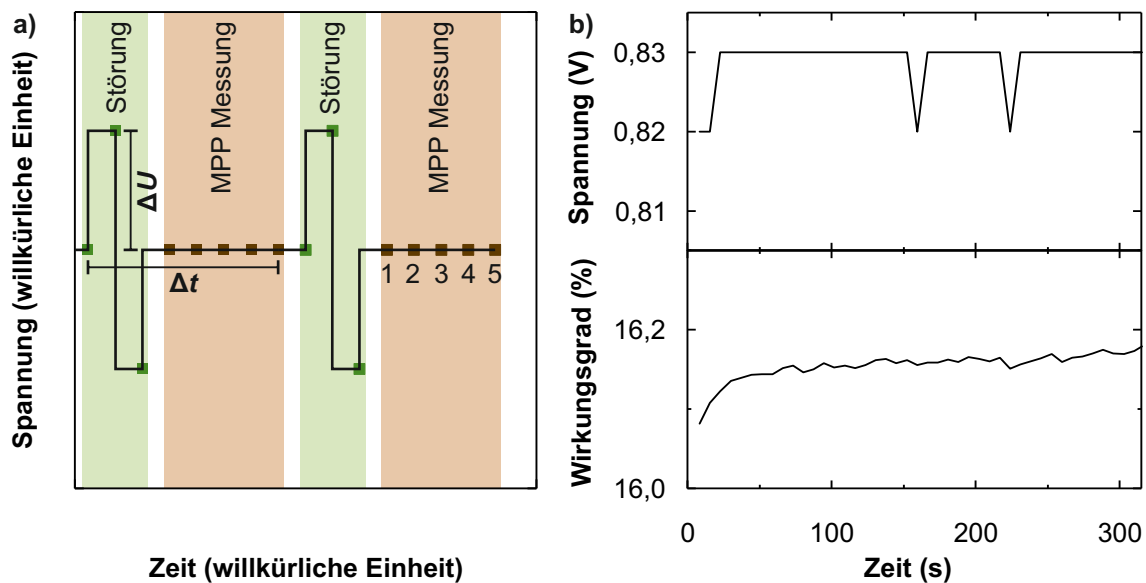 a)
Spannung (willkürliche Einheit)
Störung
MPP Messung
Störung
MPP Messung
ΔU
Δt
1 2 3 4 5
Zeit (willkürliche Einheit)
b)
Spannung (V)
0,83
0,82
0,81
Wirkungsgrad (%)
16,2
16,0
0 100 200 300
Zeit (s)